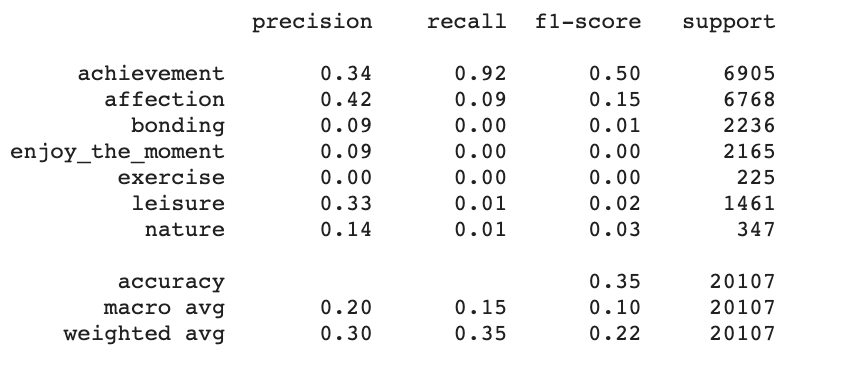 precision recall f1-score support
achievement 0.34 0.92 0.50 6905
affection 0.42 0.09 0.15 6768
bonding 0.09 0.00 0.01 2236
enjoy_the_moment 0.09 0.00 0.00 2165
exercise 0.00 0.00 0.00 225
leisure 0.33 0.01 0.02 1461
nature 0.14 0.01 0.03 347
accuracy 0.35 20107
macro avg 0.20 0.15 0.10 20107
weighted avg 0.30 0.35 0.22 20107